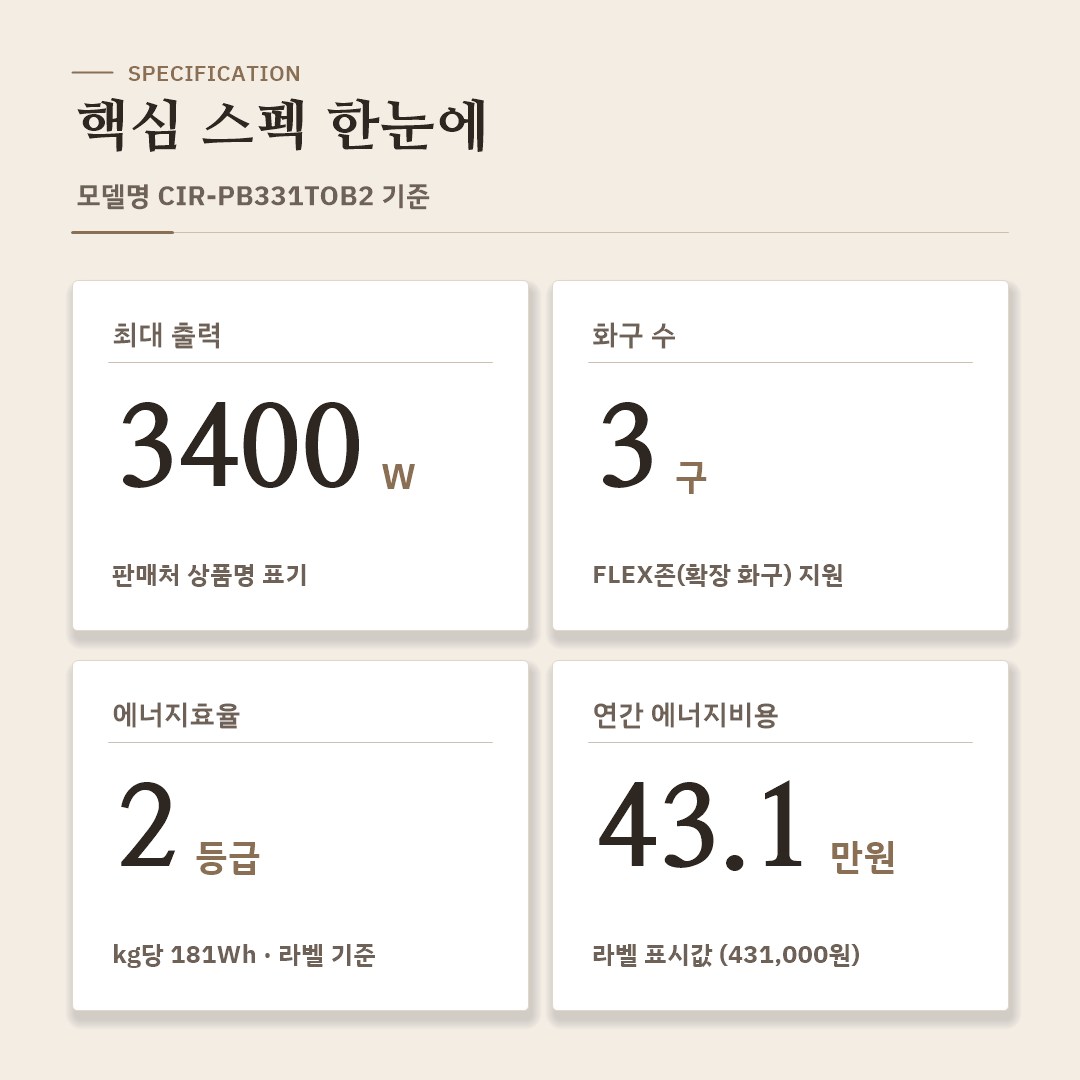 SPECIFICATION
핵심 스펙 한눈에
모델명 CIR-PB331TOB2 기준
최대 출력
3400 W
판매처 상품명 표기
화구 수
3 구
FLEX존(확장 화구) 지원
에너지효율
2 등급
kg당 181Wh · 라벨 기준
연간 에너지비용
43.1 만원
라벨 표시값 (431,000원)